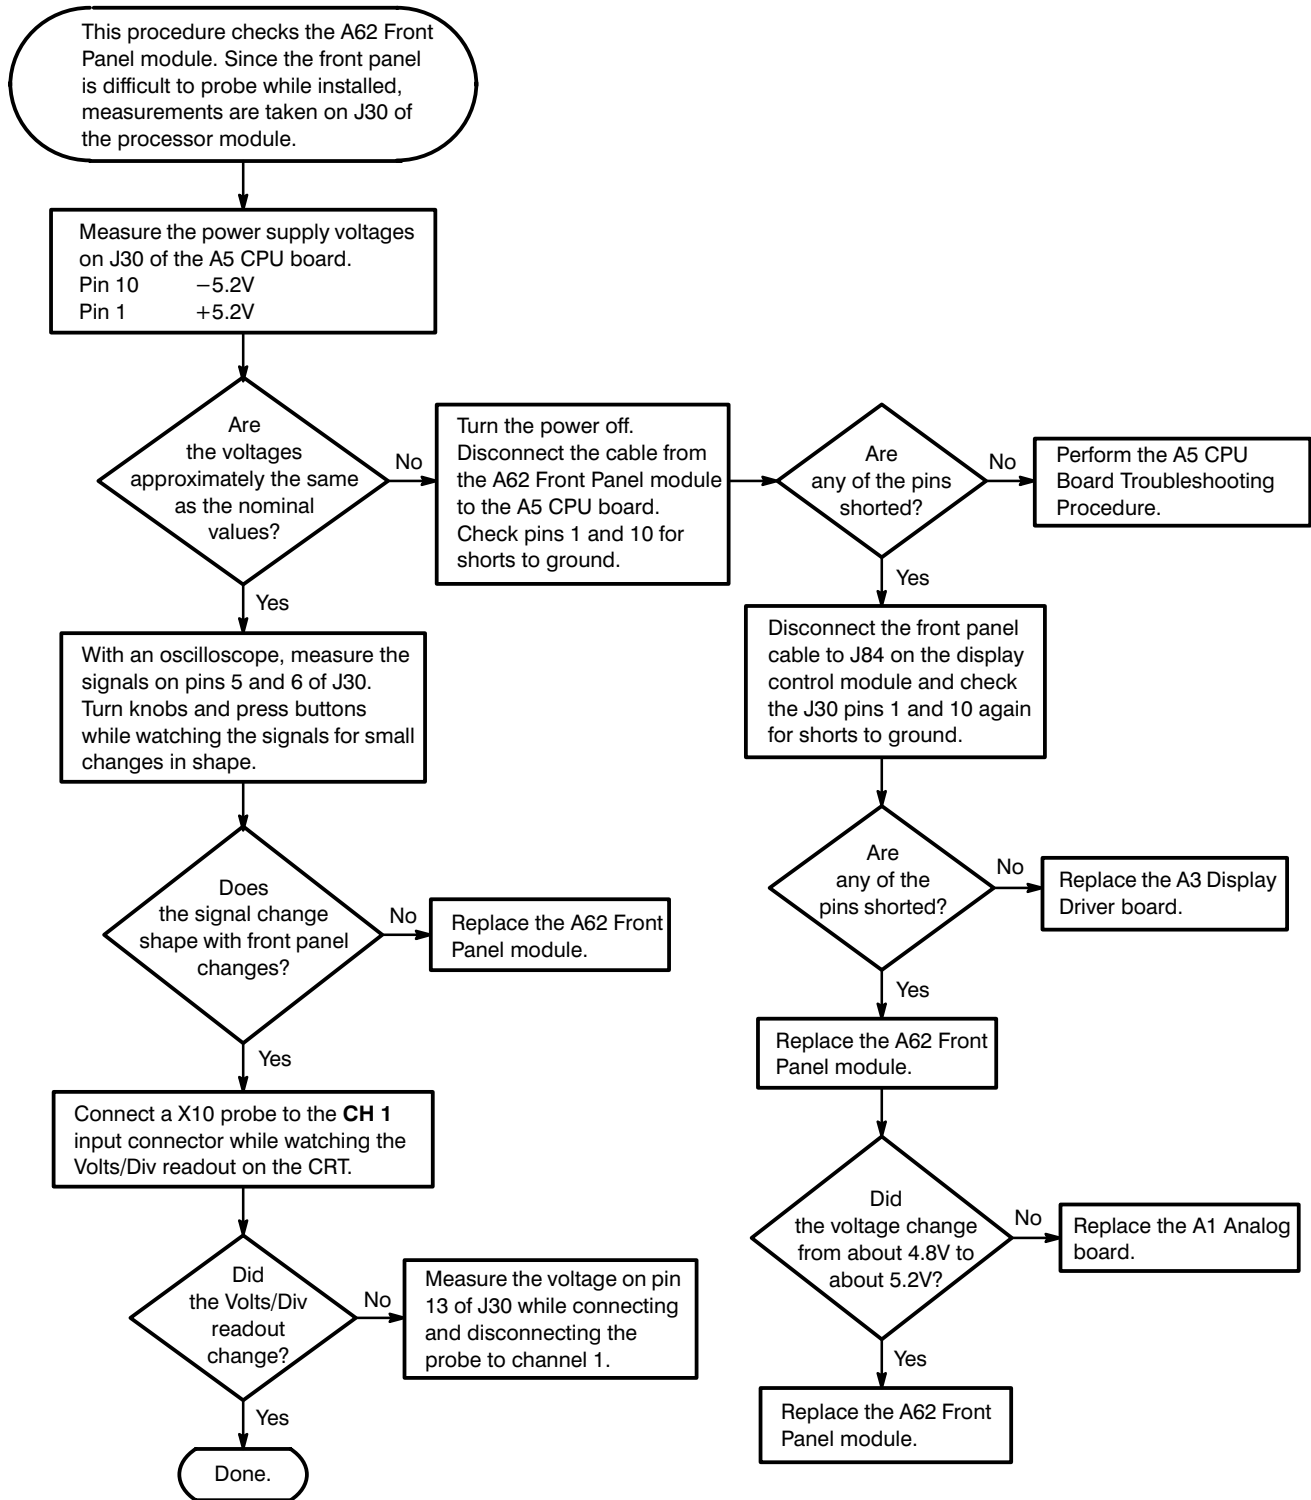 This procedure checks the A62 Front
Panel module. Since the front panel
is difficult to probe while installed,
measurements are taken on J30 of
the processor module.
Measure the power supply voltages
on J30 of the A5 CPU board.
Pin 10 −5.2V
Pin 1 +5.2V
Are
the voltages
approximately the same
as the nominal
values?
No
Turn the power off.
Disconnect the cable from
the A62 Front Panel module
to the A5 CPU board.
Check pins 1 and 10 for
shorts to ground.
Are
any of the pins
shorted?
No
Perform the A5 CPU
Board Troubleshooting
Procedure.
Yes
Yes
With an oscilloscope, measure the
signals on pins 5 and 6 of J30.
Turn knobs and press buttons
while watching the signals for small
changes in shape.
Disconnect the front panel
cable to J84 on the display
control module and check
the J30 pins 1 and 10 again
for shorts to ground.
Does
the signal change
shape with front panel
changes?
No
Replace the A62 Front
Panel module.
Are
any of the
pins shorted?
No
Replace the A3 Display
Driver board.
Yes
Yes
Replace the A62 Front
Panel module.
Connect a X10 probe to the CH 1
input connector while watching the
Volts/Div readout on the CRT.
Did
the Volts/Div
readout
change?
No
Measure the voltage on pin
13 of J30 while connecting
and disconnecting the
probe to channel 1.
Did
the voltage change
from about 4.8V to
about 5.2V?
No
Replace the A1 Analog
board.
Yes
Yes
Replace the A62 Front
Panel module.
Done.